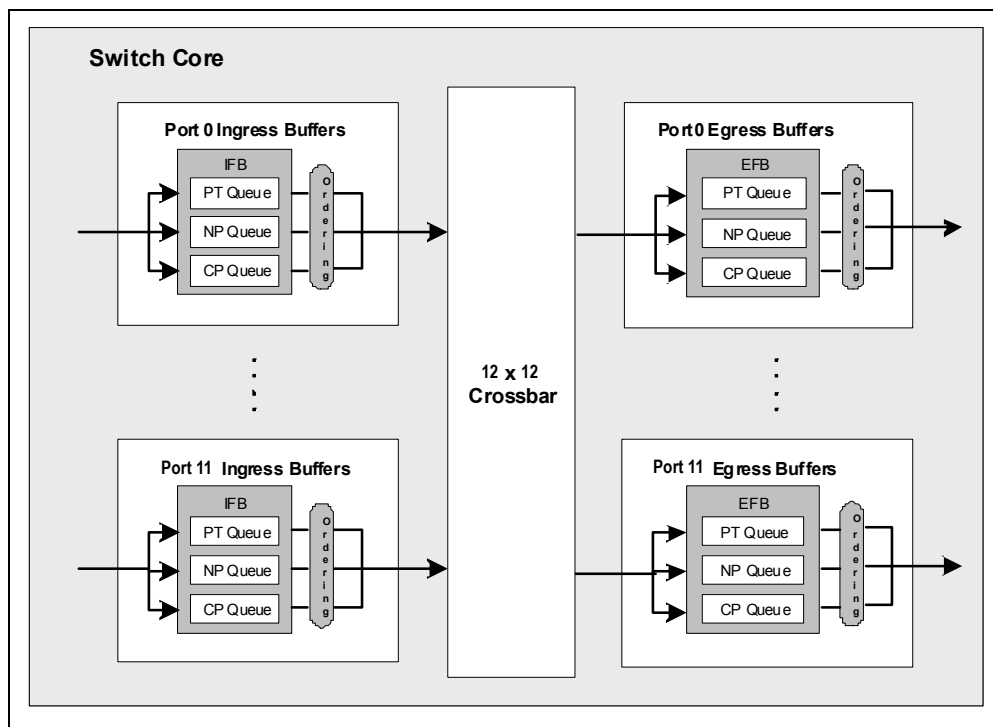 Switch Core
Port 0 Ingress Buffers
IFB
PT Queue
NP Queue
CP Queue
Ordering
12 x 12
Crossbar
Port0 Egress Buffers
EFB
PT Queue
NP Queue
CP Queue
Ordering
Port 11 Ingress Buffers
IFB
PT Queue
NP Queue
CP Queue
Ordering
Port 11 Egress Buffers
EFB
PT Queue
NP Queue
CP Queue
Ordering